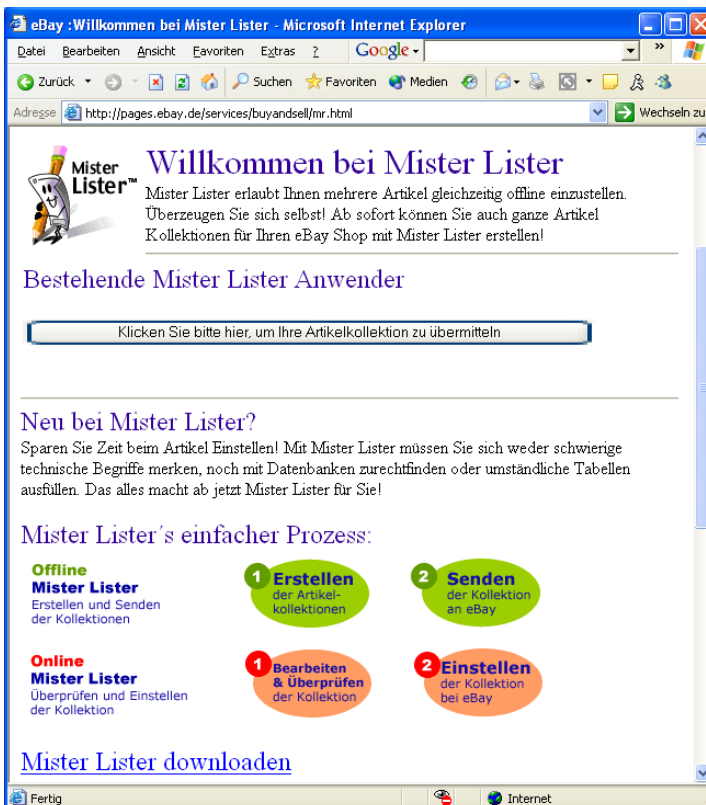 eBay :Willkommen bei Mister Lister - Microsoft Internet Explorer
Datei Bearbeiten Ansicht Favoriten Extras ? Google
Zurück Suchen Favoriten Medien
Adresse http://pages.ebay.de/services/buyandsell/mr.html Wechseln zu
Mister
Lister™
Willkommen bei Mister Lister
Mister Lister erlaubt Ihnen mehrere Artikel gleichzeitig offline einzustellen.
Überzeugen Sie sich selbst! Ab sofort können Sie auch ganze Artikel
Kollektionen für Ihren eBay Shop mit Mister Lister erstellen!
Bestehende Mister Lister Anwender
Klicken Sie bitte hier, um Ihre Artikelkollektion zu übermitteln
Neu bei Mister Lister?
Sparen Sie Zeit beim Artikel Einstellen! Mit Mister Lister müssen Sie sich weder schwierige
technische Begriffe merken, noch mit Datenbanken zurechtfinden oder umständliche Tabellen
ausfüllen. Das alles macht ab jetzt Mister Lister für Sie!
Mister Lister´s einfacher Prozess:
Offline
Mister Lister
Erstellen und Senden
der Kollektionen
1 Erstellen
der Artikel-
kollektionen
2 Senden
der Kollektion
an eBay
Online
Mister Lister
Überprüfen und Einstellen
der Kollektion
1 Bearbeiten
& Überprüfen
der Kollektion
2 Einstellen
der Kollektion
bei eBay
Mister Lister downloaden
Fertig Internet